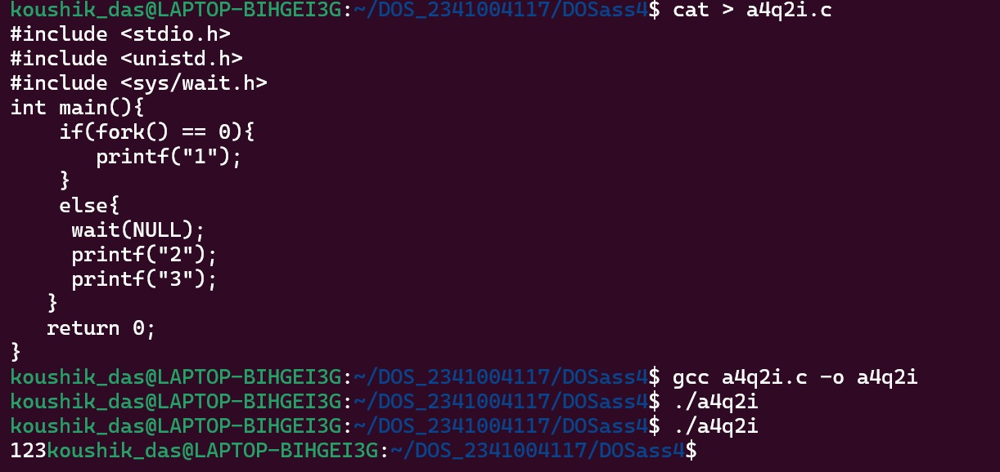 koushik_das@LAPTOP-BIHGEI3G:~/DOS_2341004117/DOSass4$ cat > a4q2i.c
#include <stdio.h>
#include <unistd.h>
#include <sys/wait.h>
int main(){
    if(fork() == 0){
       printf("1");
    }
    else{
     wait(NULL);
     printf("2");
     printf("3");
   }
   return 0;
}
koushik_das@LAPTOP-BIHGEI3G:~/DOS_2341004117/DOSass4$ gcc a4q2i.c -o a4q2i
koushik_das@LAPTOP-BIHGEI3G:~/DOS_2341004117/DOSass4$ ./a4q2i
koushik_das@LAPTOP-BIHGEI3G:~/DOS_2341004117/DOSass4$ ./a4q2i
123koushik_das@LAPTOP-BIHGEI3G:~/DOS_2341004117/DOSass4$